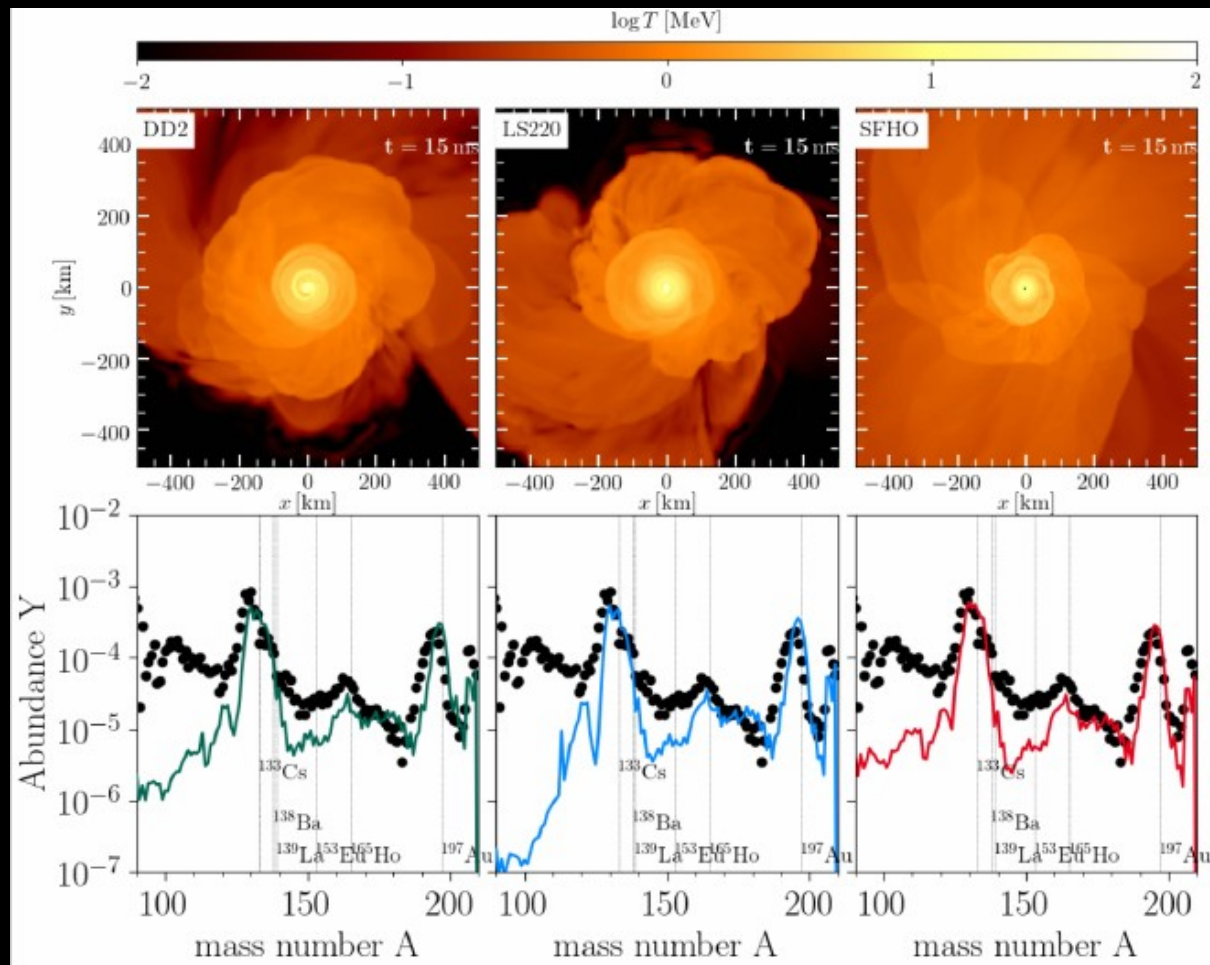 log T [MeV]
−2 −1 0 1 2
DD2 t = 15 ms LS220 t = 15 ms SFHO t = 15 ms
400
200
0
−200
−400
y [km]
−400 −200 0 200 400 −400 −200 0 200 400 −400 −200 0 200 400
x [km] x [km] x [km]
10⁻²
10⁻³
10⁻⁴
10⁻⁵
10⁻⁶
10⁻⁷
Abundance Y
¹³³Cs ¹³³Cs ¹³³Cs
¹³⁸Ba ¹³⁸Ba ¹³⁸Ba
¹³⁹La ¹⁵³Eu ¹⁶⁵Ho ¹⁹⁷Au ¹³⁹La ¹⁵³Eu ¹⁶⁵Ho ¹⁹⁷Au ¹³⁹La ¹⁵³Eu ¹⁶⁵Ho ¹⁹⁷Au
100 150 200 100 150 200 100 150 200
mass number A mass number A mass number A